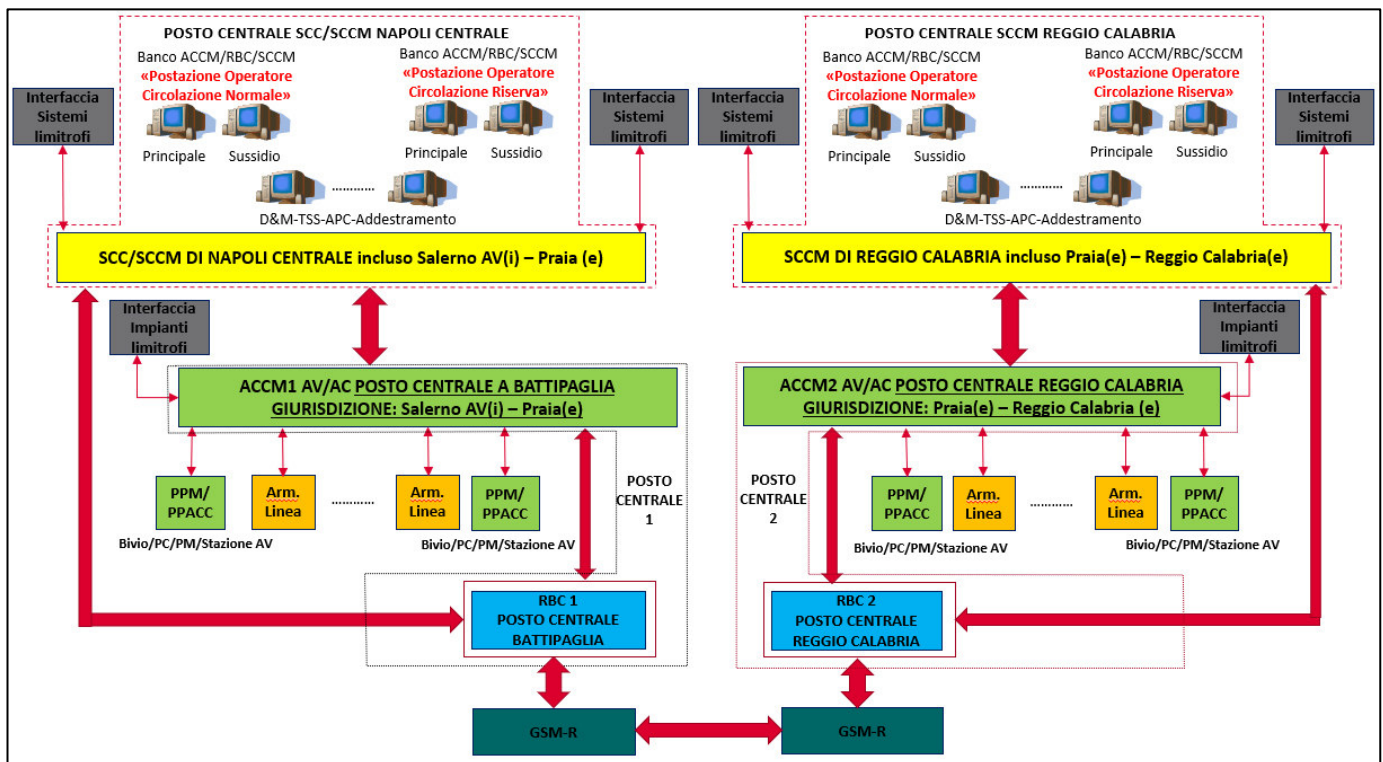 POSTO CENTRALE SCC/SCCM NAPOLI CENTRALE
Banco ACCM/RBC/SCCM
«Postazione Operatore
Circolazione Normale»
Principale
Sussidio
Banco ACCM/RBC/SCCM
«Postazione Operatore
Circolazione Riserva»
Principale
Sussidio
Interfaccia
Sistemi
limitrofi
Interfaccia
Sistemi
limitrofi
............
D&M-TSS-APC-Addestramento
SCC/SCCM DI NAPOLI CENTRALE incluso Salerno AV(i) – Praia (e)
Interfaccia
Impianti
limitrofi
ACCM1 AV/AC POSTO CENTRALE A BATTIPAGLIA
GIURISDIZIONE: Salerno AV(i) – Praia(e)
PPM/
PPACC
Arm.
Linea
............
Arm.
Linea
PPM/
PPACC
Bivio/PC/PM/Stazione AV
Bivio/PC/PM/Stazione AV
POSTO
CENTRALE
1
RBC 1
POSTO CENTRALE
BATTIPAGLIA
GSM-R
POSTO CENTRALE SCCM REGGIO CALABRIA
Banco ACCM/RBC/SCCM
«Postazione Operatore
Circolazione Normale»
Principale
Sussidio
Banco ACCM/RBC/SCCM
«Postazione Operatore
Circolazione Riserva»
Principale
Sussidio
Interfaccia
Sistemi
limitrofi
Interfaccia
Sistemi
limitrofi
............
D&M-TSS-APC-Addestramento
SCCM DI REGGIO CALABRIA incluso Praia(e) – Reggio Calabria(e)
Interfaccia
Impianti
limitrofi
ACCM2 AV/AC POSTO CENTRALE REGGIO CALABRIA
GIURISDIZIONE: Praia(e) – Reggio Calabria (e)
POSTO
CENTRALE
2
PPM/
PPACC
Arm.
Linea
............
Arm.
Linea
PPM/
PPACC
Bivio/PC/PM/Stazione AV
Bivio/PC/PM/Stazione AV
RBC 2
POSTO CENTRALE
REGGIO CALABRIA
GSM-R